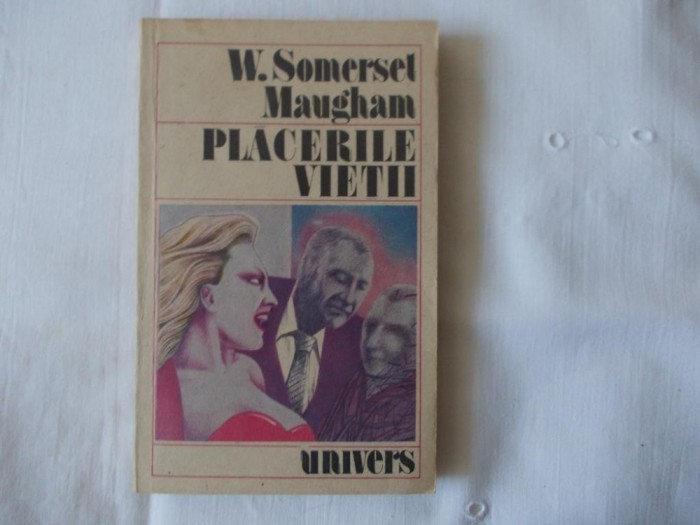 W. Somerset
Maugham
PLACERILE
VIETII
univers